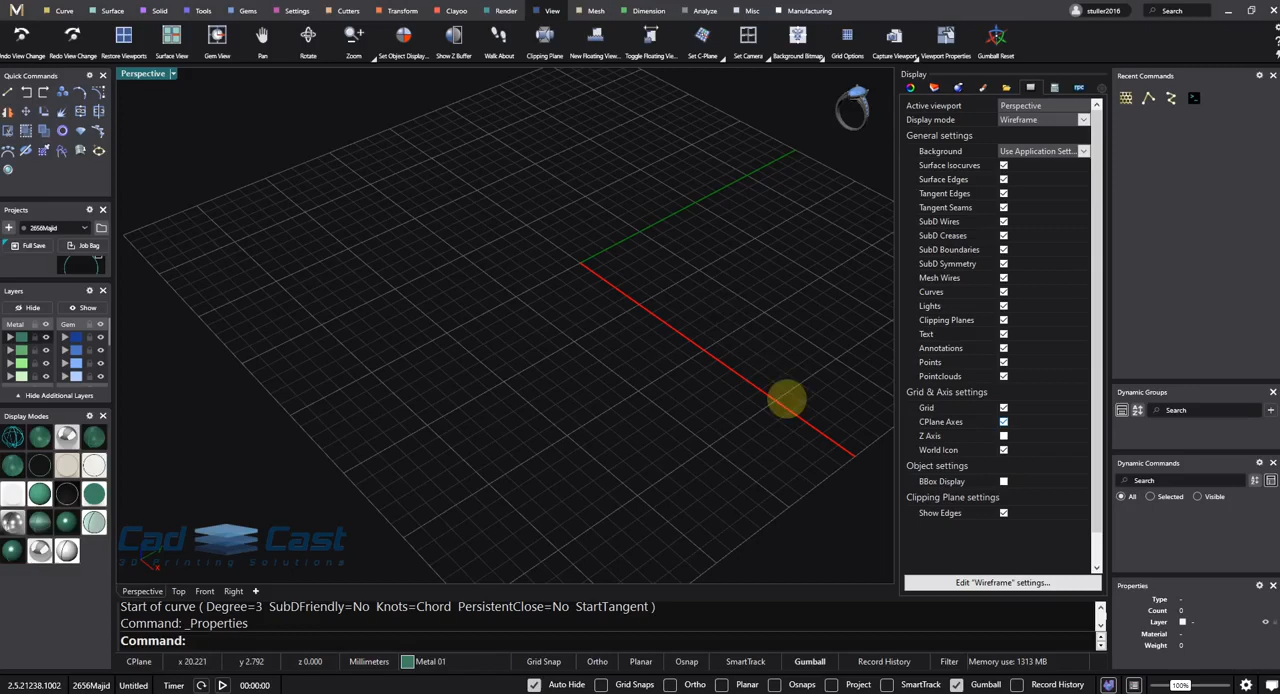 M Curve Surface Solid Tools Gems Settings Cutters Transform Clayoo Render View Mesh Dimension Analyze Misc Manufacturing stuller2016 Search
Undo View Change Redo View Change Restore Viewports Surface View Gem View Pan Rotate Zoom Set Object Display... Show Z Buffer Walk About Clipping Plane New Floating View... Toggle Floating View... Set C-Plane Set Camera Background Bitmap Grid Options Capture Viewport Viewport Properties Gumball Reset
Quick Commands
Perspective
Display
Recent Commands
Active viewport Perspective
Display mode Wireframe
General settings
Background Use Application Sett...
Surface Isocurves
Surface Edges
Tangent Edges
Tangent Seams
SubD Wires
SubD Creases
SubD Boundaries
SubD Symmetry
Mesh Wires
Curves
Lights
Clipping Planes
Text
Annotations
Points
Pointclouds
Grid & Axis settings
Grid
CPlane Axes
Z Axis
World Icon
Object settings
BBox Display
Clipping Plane settings
Show Edges
Edit "Wireframe" settings...
Projects
2656Majid
Full Save Job Bag
Layers
Hide Show
Metal Gem
Hide Additional Layers
Display Modes
Dynamic Groups
Search
Dynamic Commands
Search
All Selected Visible
Properties
Type -
Count 0
Layer -
Material -
Weight 0
Cad Cast
3D Printing Solutions
x
Perspective Top Front Right
Start of curve ( Degree=3 SubDFriendly=No Knots=Chord PersistentClose=No StartTangent )
Command: _Properties
Command:
CPlane x 20.221 y 2.792 z 0.000 Millimeters Metal 01 Grid Snap Ortho Planar Osnap SmartTrack Gumball Record History Filter Memory use: 1313 MB
2.5.21238.1002 2656Majid Untitled Timer 00:00:00 Auto Hide Grid Snaps Ortho Planar Osnaps Project SmartTrack Gumball Record History 100%